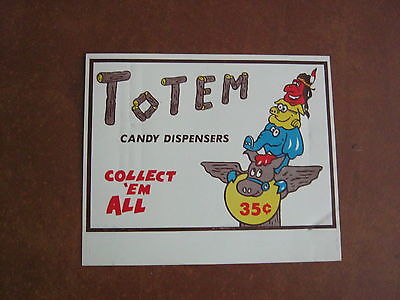 TOTEM
CANDY DISPENSERS
COLLECT
'EM
ALL
35¢